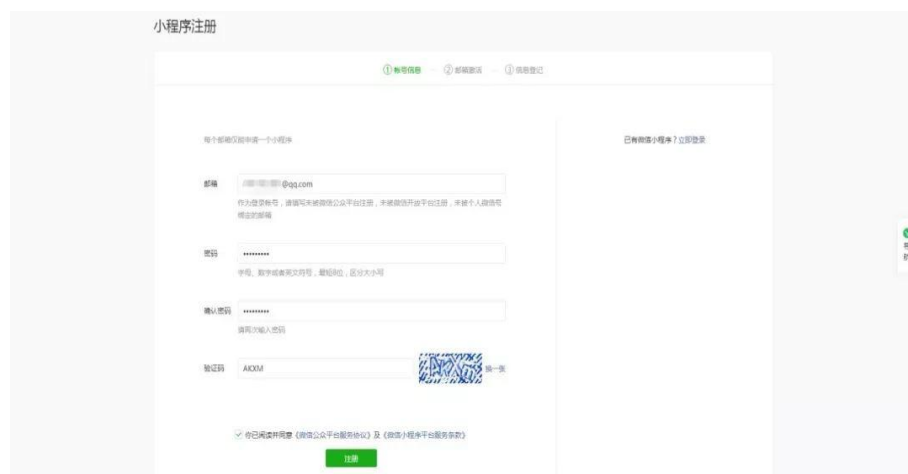 小程序注册
①帐号信息 — ②邮箱激活 — ③信息登记
每个邮箱仅能申请一个小程序
已有微信小程序？立即登录
邮箱
@qq.com
作为登录帐号，请填写未被微信公众平台注册，未被微信开放平台注册，未被个人微信号
绑定的邮箱
密码
字母、数字或者英文符号，最短8位，区分大小写
确认密码
请再次输入密码
验证码 AKXM 换一张
你已阅读并同意《微信公众平台服务协议》及《微信小程序平台服务条款》
注册